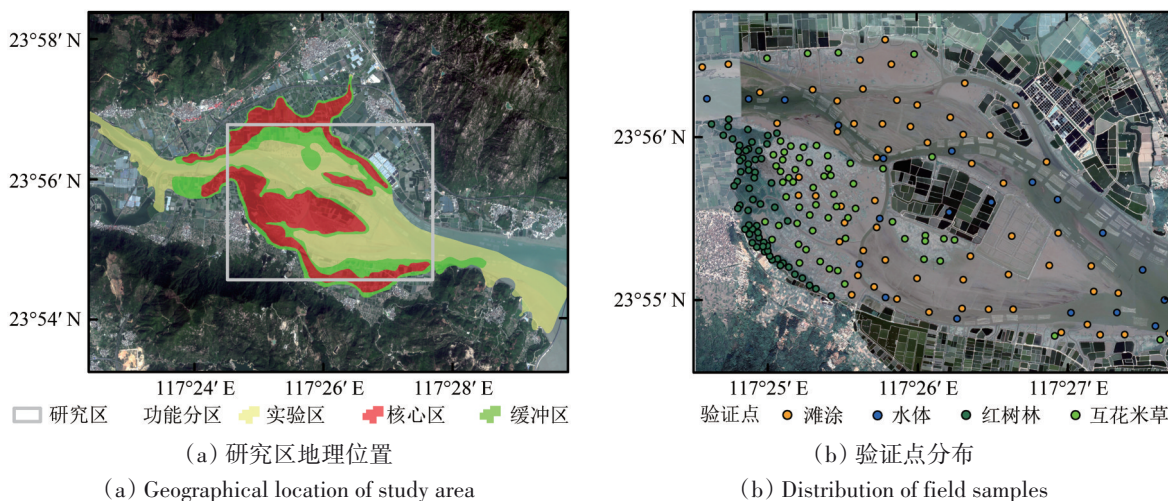 23°58′ N
23°56′ N
23°54′ N
117°24′ E 117°26′ E 117°28′ E
研究区 功能分区 实验区 核心区 缓冲区
(a) 研究区地理位置
(a) Geographical location of study area
23°56′ N
23°55′ N
117°25′ E 117°26′ E 117°27′ E
验证点 滩涂 水体 红树林 互花米草
(b) 验证点分布
(b) Distribution of field samples